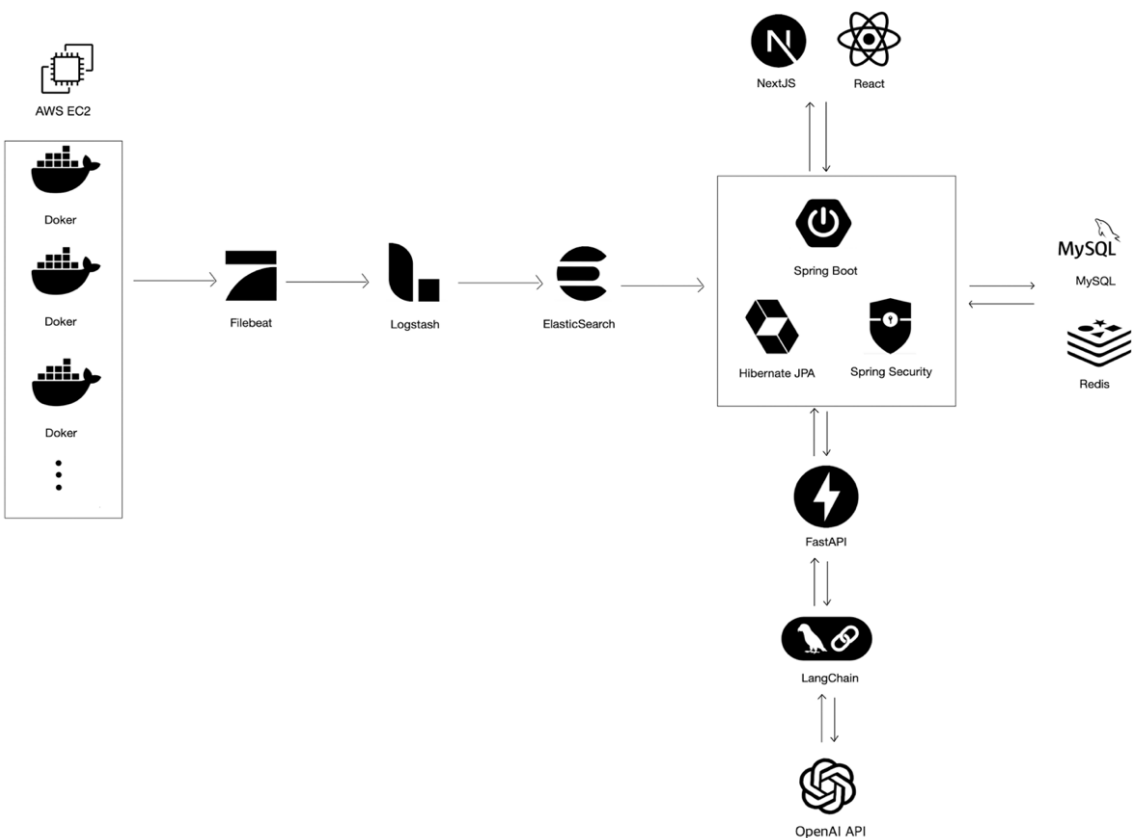 NextJS
React
AWS EC2
Doker
Doker
Doker
Filebeat
Logstash
ElasticSearch
Spring Boot
Hibernate JPA
Spring Security
MySQL
MySQL
Redis
FastAPI
LangChain
OpenAI API